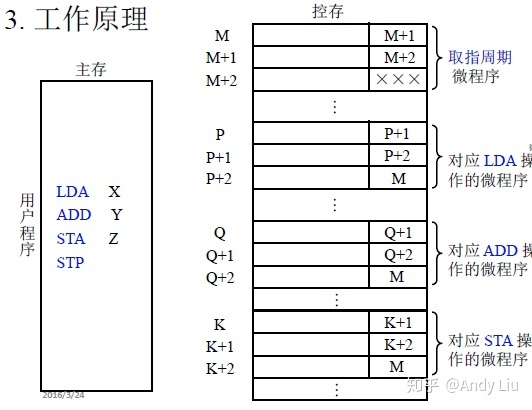 3. 工作原理
控存
主存
M
M+1
M+1
M+2
M+2
×××
取指周期
微程序
⋮
用户程序
LDA X
ADD Y
STA Z
STP
P
P+1
P+1
P+2
P+2
M
对应 LDA 操
作的微程序
⋮
Q
Q+1
Q+1
Q+2
Q+2
M
对应 ADD 操
作的微程序
⋮
K
K+1
K+1
K+2
K+2
M
对应 STA 操
作的微程序
⋮
2016/3/24
知乎 @Andy Liu